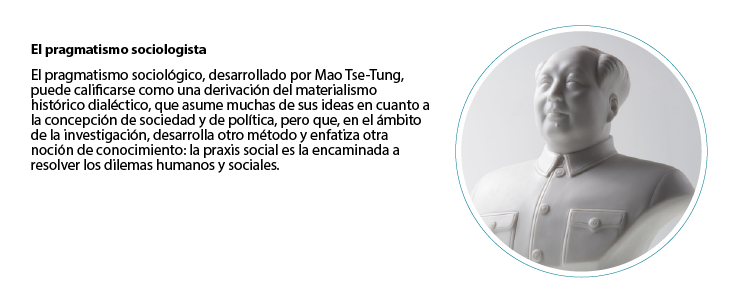 El pragmatismo sociologista
El pragmatismo sociológico, desarrollado por Mao Tse-Tung,
puede calificarse como una derivación del materialismo
histórico dialéctico, que asume muchas de sus ideas en cuanto a
la concepción de sociedad y de política, pero que, en el ámbito
de la investigación, desarrolla otro método y enfatiza otra
noción de conocimiento: la praxis social es la encaminada a
resolver los dilemas humanos y sociales.